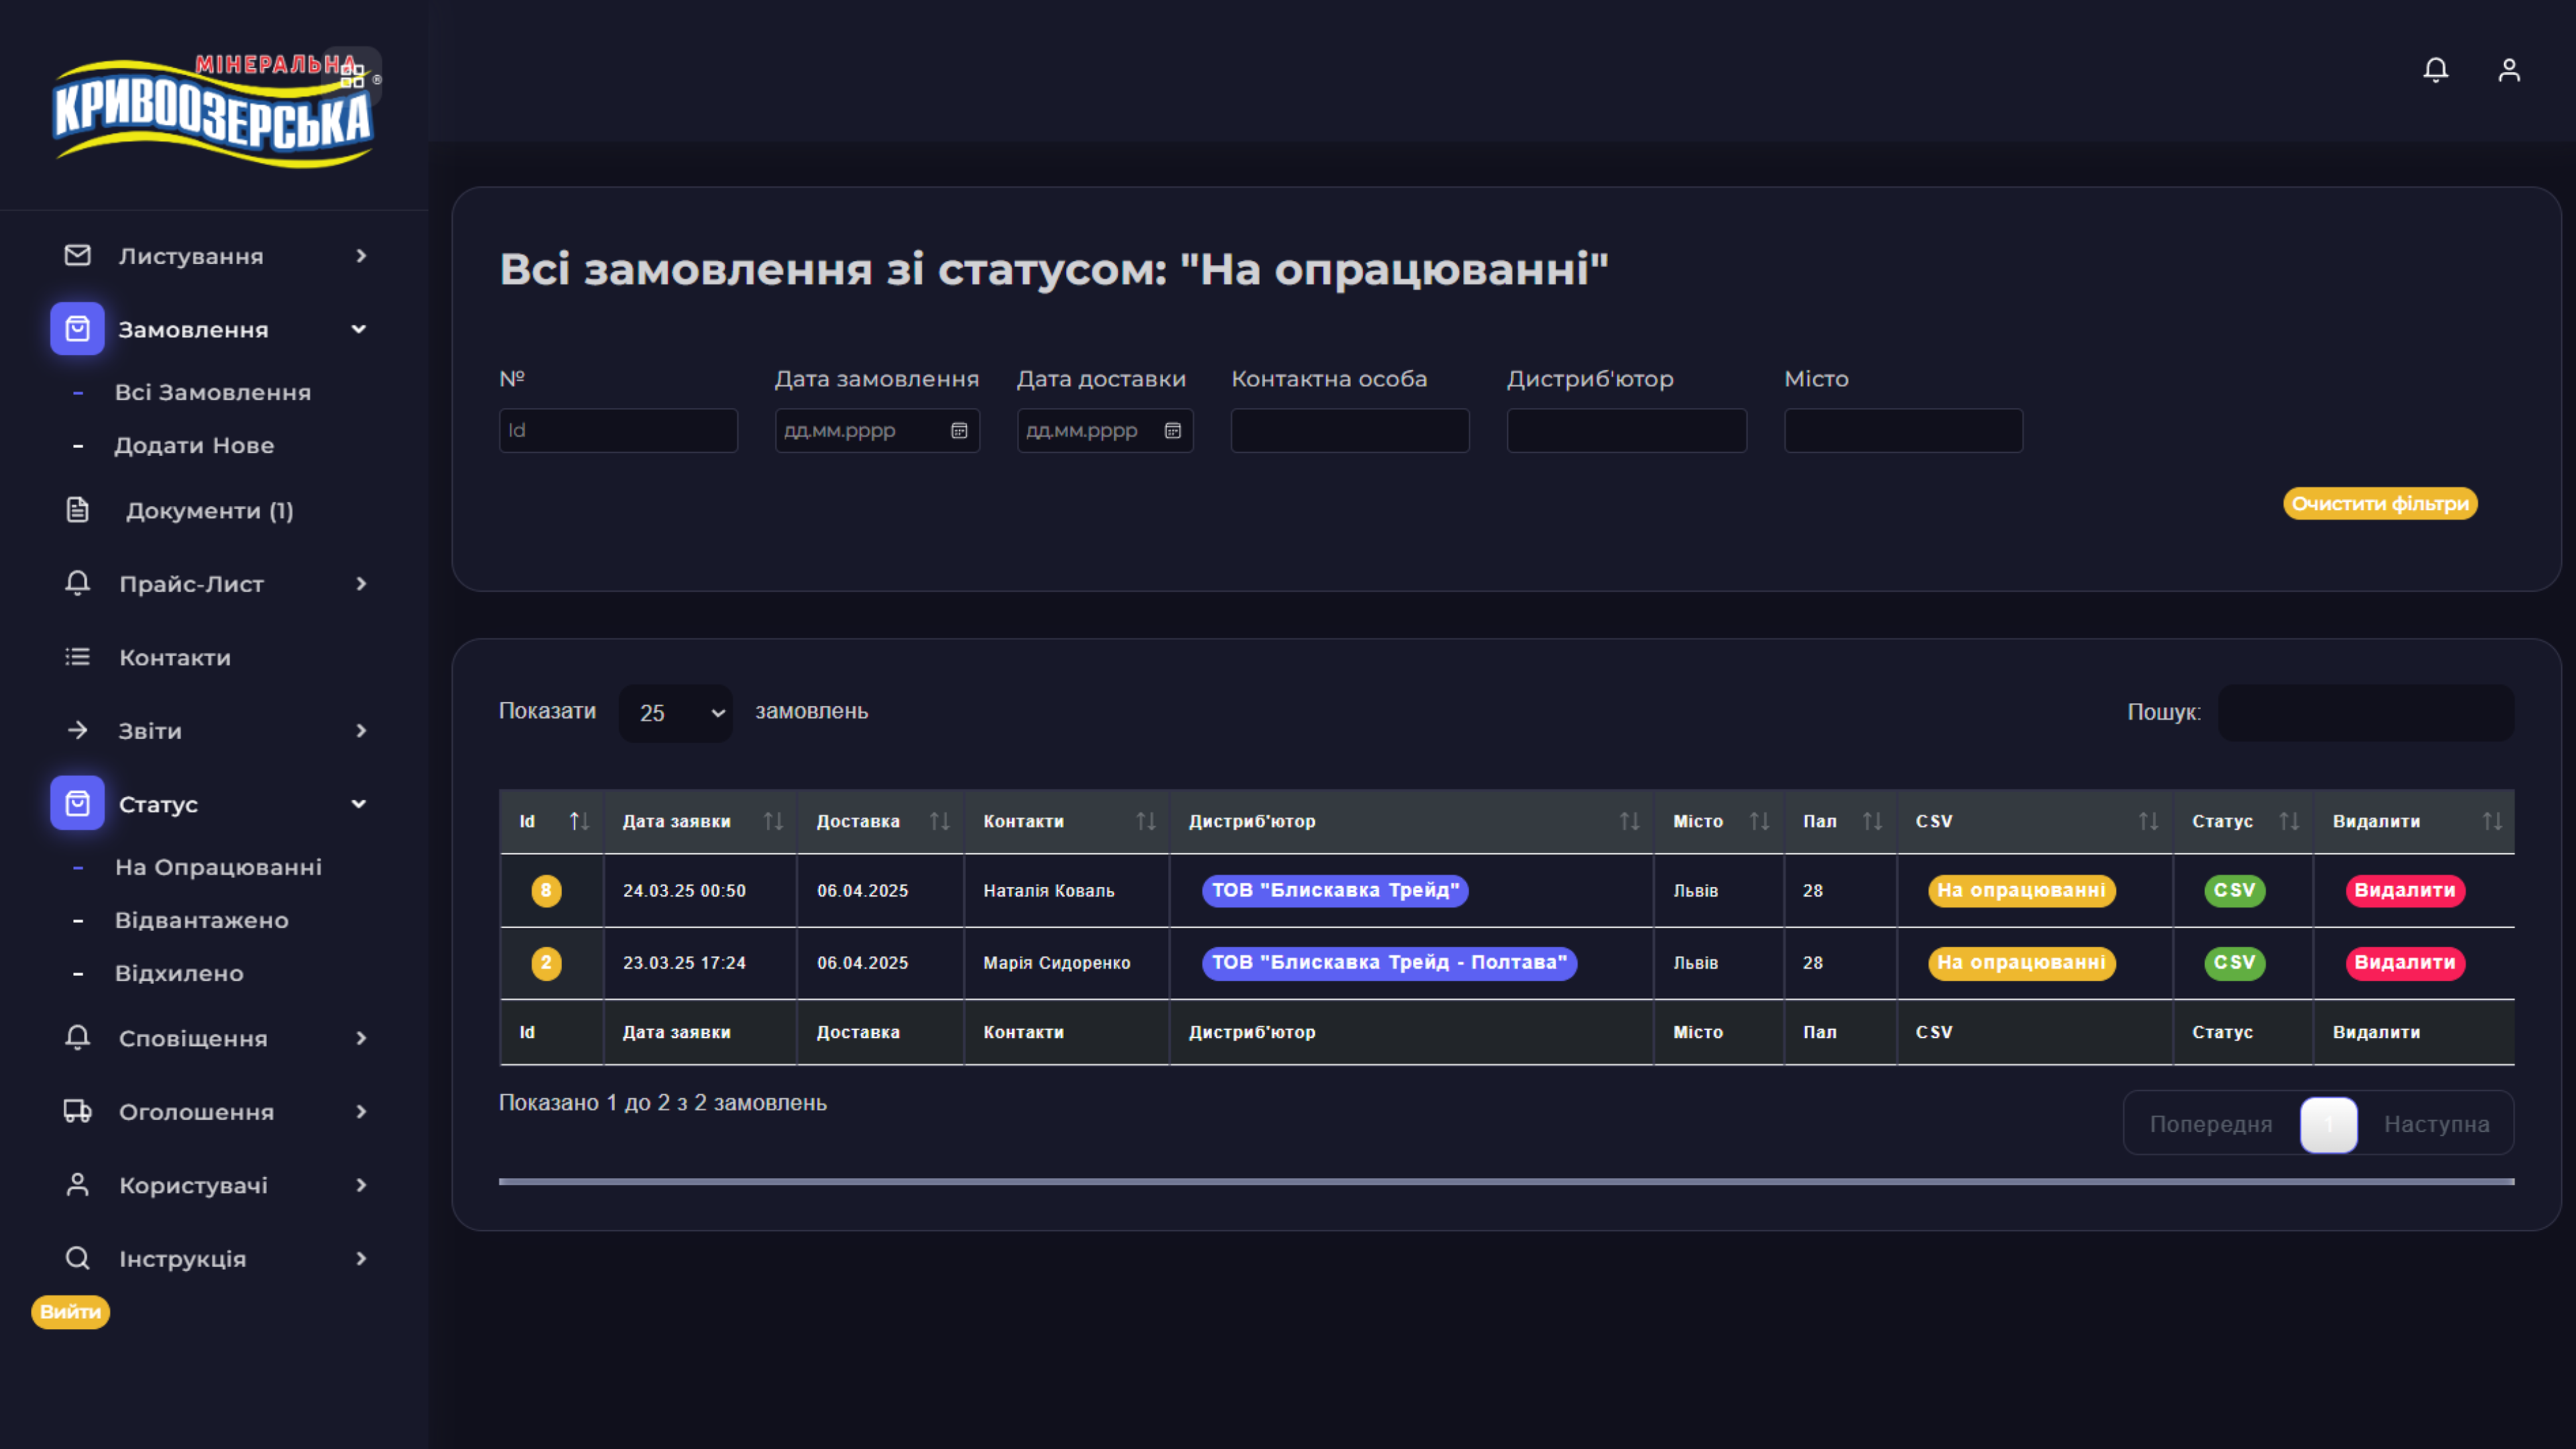 МІНЕРАЛЬНА
КРИВООЗЕРСЬКА ®
Листування
Замовлення
Всі Замовлення
Додати Нове
Документи (1)
Прайс-Лист
Контакти
Звіти
Статус
На Опрацюванні
Відвантажено
Відхилено
Сповіщення
Оголошення
Користувачі
Інструкція
Вийти
Всі замовлення зі статусом: "На опрацюванні"
№ Дата замовлення Дата доставки Контактна особа Дистриб'ютор Місто
Id дд.мм.рррр дд.мм.рррр
Очистити фільтри
Показати 25 замовлень Пошук:
Id Дата заявки Доставка Контакти Дистриб'ютор Місто Пал CSV Статус Видалити
8 24.03.25 00:50 06.04.2025 Наталія Коваль ТОВ "Блискавка Трейд" Львів 28 На опрацюванні CSV Видалити
2 23.03.25 17:24 06.04.2025 Марія Сидоренко ТОВ "Блискавка Трейд - Полтава" Львів 28 На опрацюванні CSV Видалити
Id Дата заявки Доставка Контакти Дистриб'ютор Місто Пал CSV Статус Видалити
Показано 1 до 2 з 2 замовлень
Попередня 1 Наступна